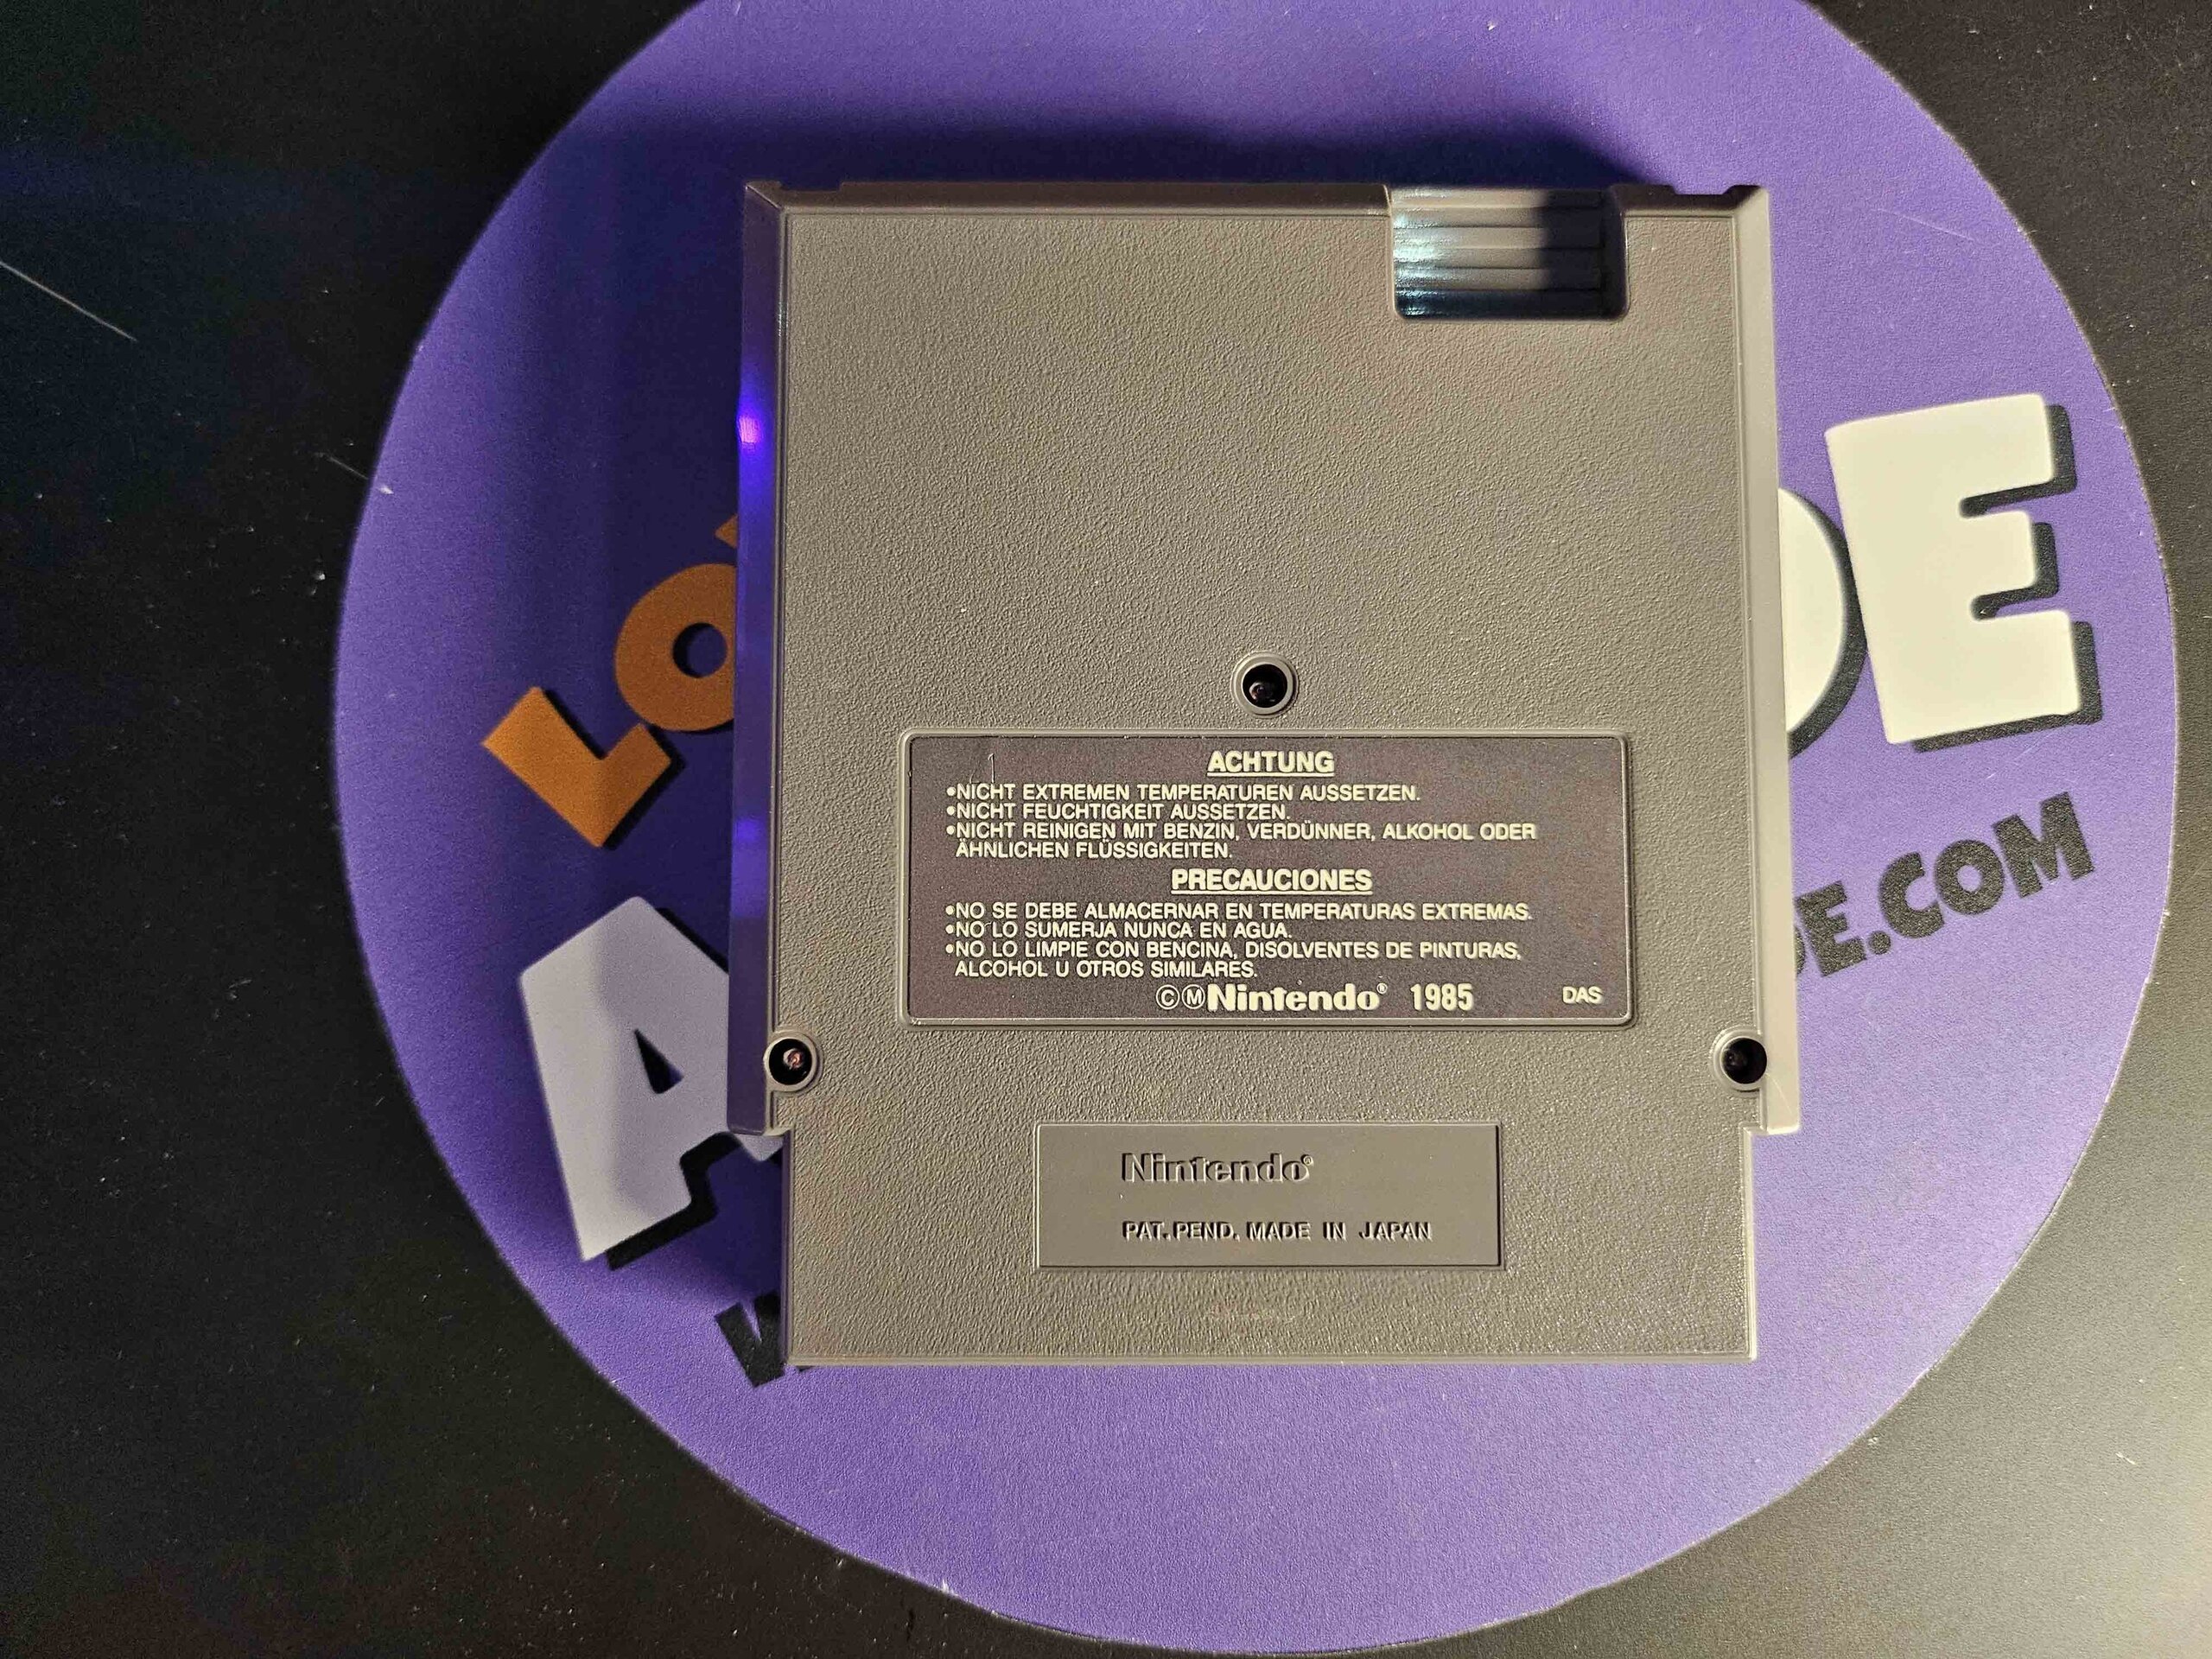 ACHTUNG
•NICHT EXTREMEN TEMPERATUREN AUSSETZEN.
•NICHT FEUCHTIGKEIT AUSSETZEN.
•NICHT REINIGEN MIT BENZIN, VERDÜNNER, ALKOHOL ODER
ÄHNLICHEN FLÜSSIGKEITEN.
PRECAUCIONES
•NO SE DEBE ALMACERNAR EN TEMPERATURAS EXTREMAS.
•NO LO SUMERJA NUNCA EN AGUA.
•NO LO LIMPIE CON BENCINA, DISOLVENTES DE PINTURAS,
ALCOHOL U OTROS SIMILARES.
©ⓂNintendo® 1985 DAS
Nintendo®
PAT. PEND. MADE IN JAPAN